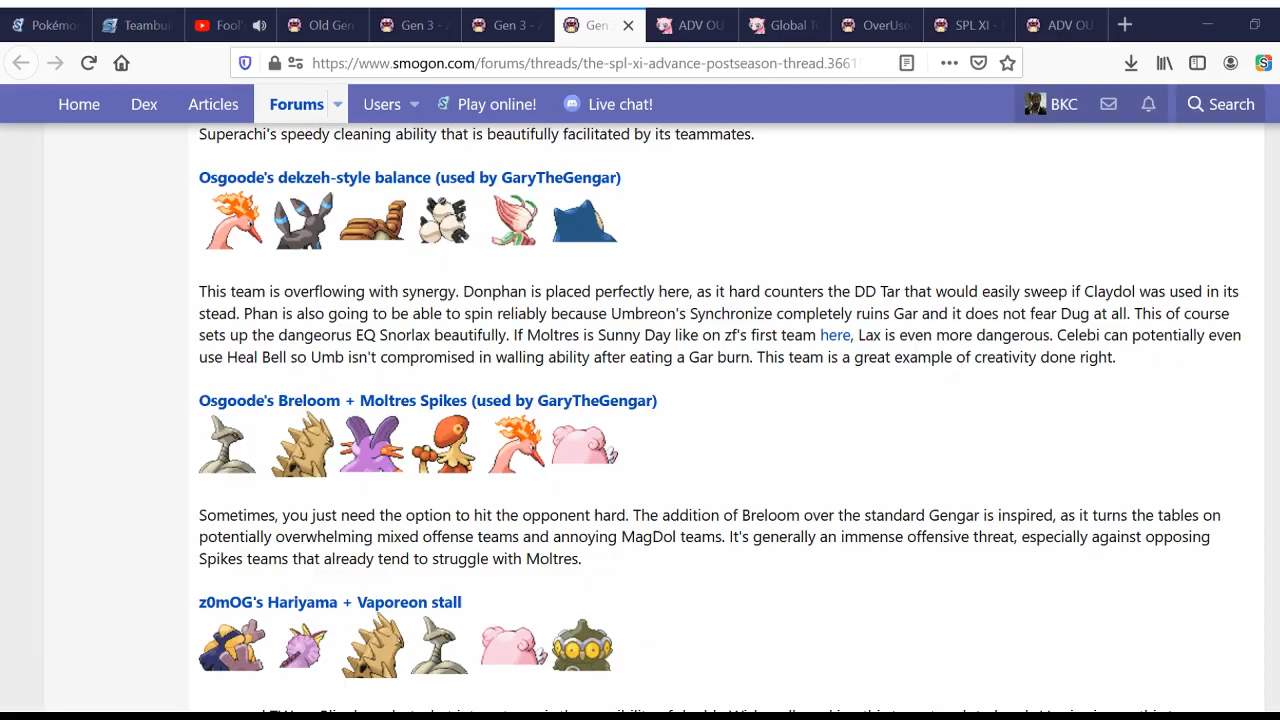 Pokémo
Teambu
Fool'
Old Gen
Gen 3 -
Gen 3 -
Gen
ADV OU
Global T
OverUse
SPL XI -
ADV OU
https://www.smogon.com/forums/threads/the-spl-xi-advance-postseason-thread.3661
Home Dex Articles Forums Users Play online! Live chat! BKC Search
Superachi's speedy cleaning ability that is beautifully facilitated by its teammates.
Osgoode's dekzeh-style balance (used by GaryTheGengar)
This team is overflowing with synergy. Donphan is placed perfectly here, as it hard counters the DD Tar that would easily sweep if Claydol was used in its
stead. Phan is also going to be able to spin reliably because Umbreon's Synchronize completely ruins Gar and it does not fear Dug at all. This of course
sets up the dangeorus EQ Snorlax beautifully. If Moltres is Sunny Day like on zf's first team here, Lax is even more dangerous. Celebi can potentially even
use Heal Bell so Umb isn't compromised in walling ability after eating a Gar burn. This team is a great example of creativity done right.
Osgoode's Breloom + Moltres Spikes (used by GaryTheGengar)
Sometimes, you just need the option to hit the opponent hard. The addition of Breloom over the standard Gengar is inspired, as it turns the tables on
potentially overwhelming mixed offense teams and annoying MagDol teams. It's generally an immense offensive threat, especially against opposing
Spikes teams that already tend to struggle with Moltres.
z0mOG's Hariyama + Vaporeon stall